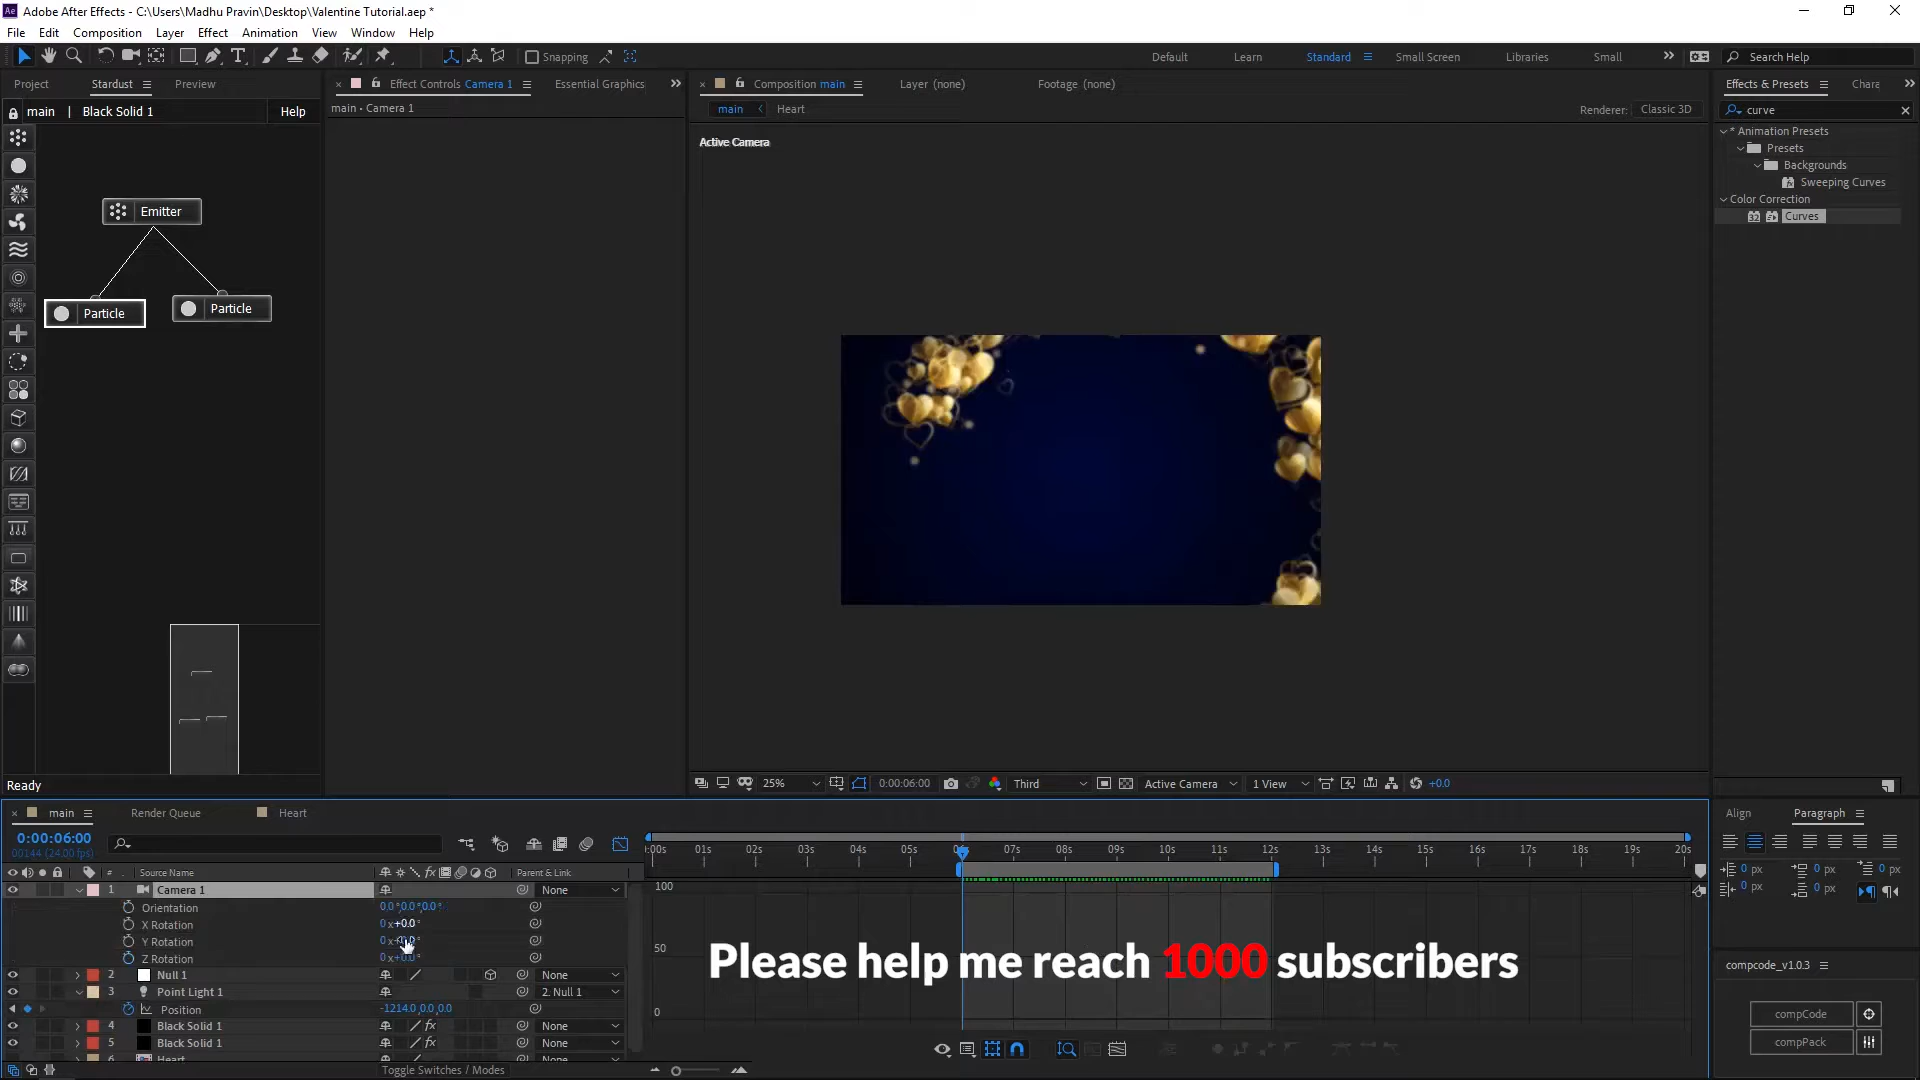 Adobe After Effects - C:\Users\Madhu Pravin\Desktop\Valentine Tutorial.aep *
File Edit Composition Layer Effect Animation View Window Help
Snapping
Default Learn Standard Small Screen Libraries Small Search Help
Project Stardust Preview
Effect Controls Camera 1 Essential Graphics
Composition main Layer (none) Footage (none)
Effects & Presets Chara
main | Black Solid 1 Help
main • Camera 1
main Heart
Renderer: Classic 3D
curve
Active Camera
* Animation Presets
Presets
Backgrounds
Sweeping Curves
Color Correction
Curves
Emitter
Particle
Particle
Ready
25% 0:00:06:00 Third Active Camera 1 View +0.0
main Render Queue Heart
Align Paragraph
0:00:06:00
00144 (24.00 fps)
:00s 01s 02s 03s 04s 05s 07s 08s 09s 10s 11s 12s 13s 14s 15s 16s 17s 18s 19s 20s
# Source Name Parent & Link
0 px 0 px 0 px
0 px 0 px
1 Camera 1 None
Orientation 0.0°,0.0°,0.0°
X Rotation 0x+0.0°
Y Rotation
Z Rotation 0x+0.0°
2 Null 1 None
3 Point Light 1 2. Null 1
Position -1214.0,0.0,0.0
4 Black Solid 1 None
5 Black Solid 1 None
6 Heart
Toggle Switches / Modes
100
50
0
Please help me reach 1000 subscribers
compcode_v1.0.3
compCode
compPack